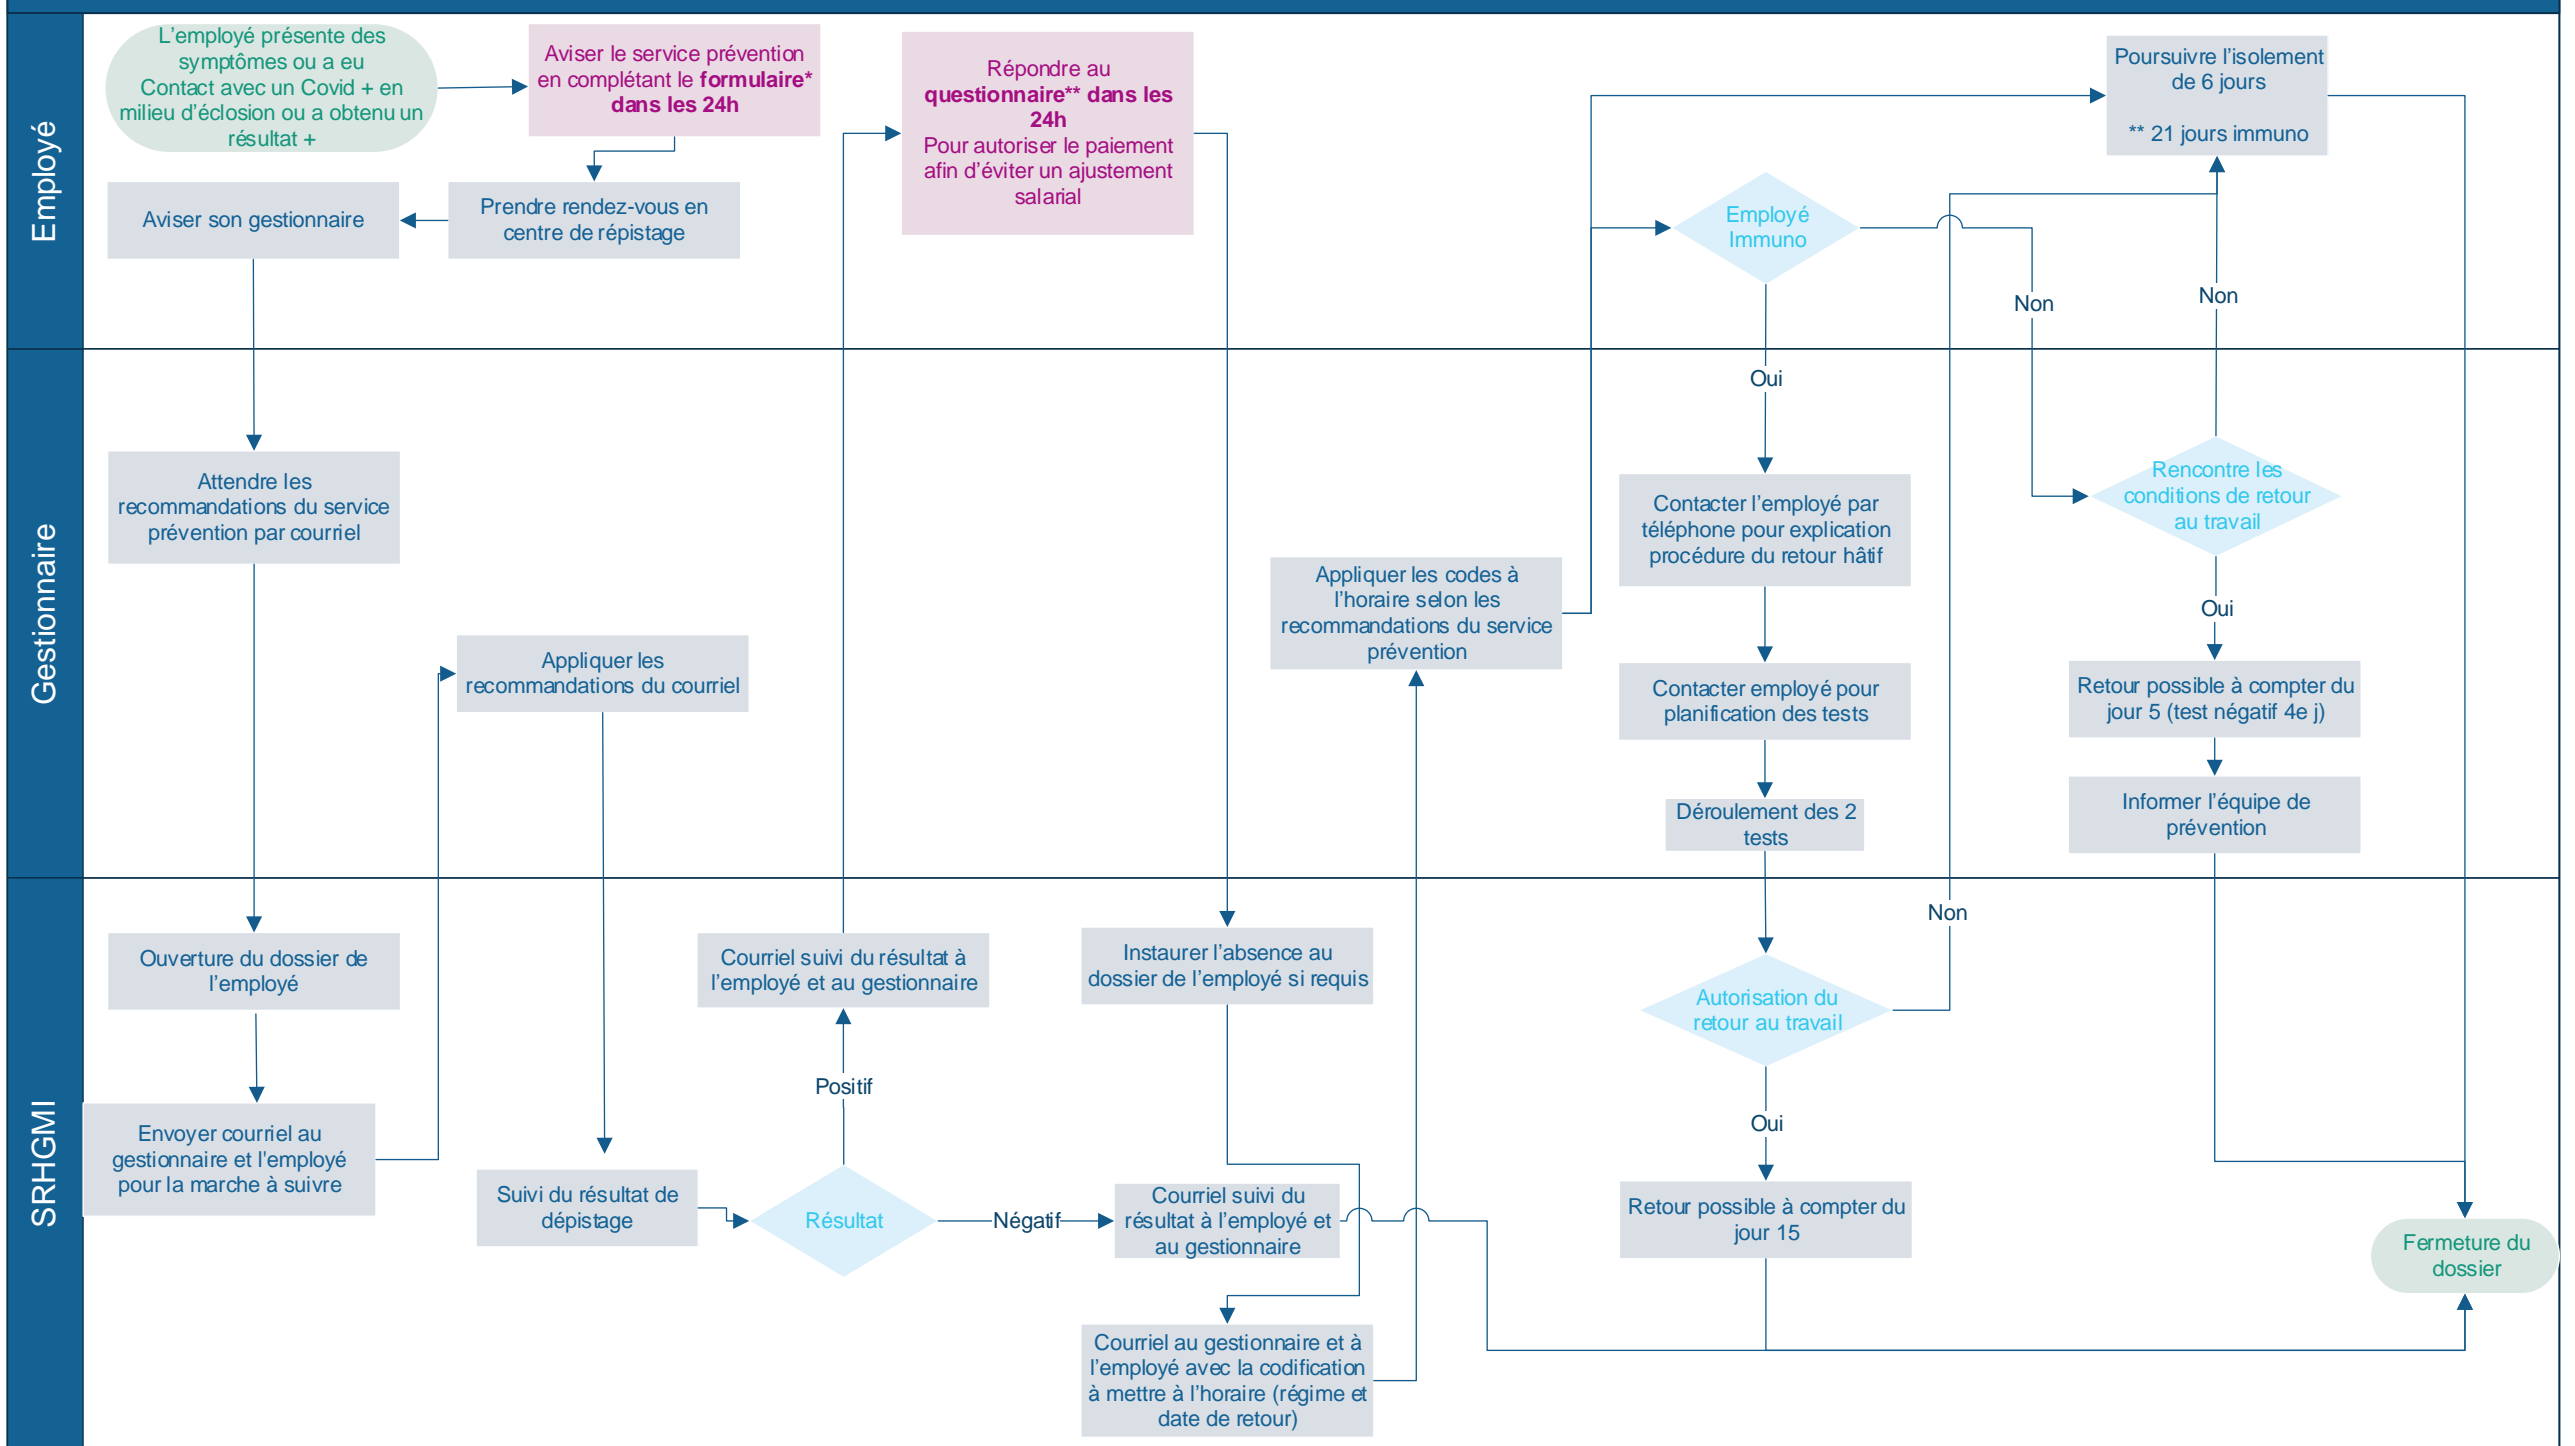 Employé
L'employé présente des
symptômes ou a eu
Contact avec un Covid + en
milieu d'éclosion ou a obtenu un
résultat +
Aviser le service prévention
en complétant le formulaire*
dans les 24h
Prendre rendez-vous en
centre de répistage
Aviser son gestionnaire
Répondre au
questionnaire** dans les
24h
Pour autoriser le paiement
afin d'éviter un ajustement
salarial
Employé
Immuno
Non
Oui
Poursuivre l'isolement
de 6 jours
** 21 jours immuno
Non
Gestionnaire
Attendre les
recommandations du service
prévention par courriel
Appliquer les
recommandations du courriel
Appliquer les codes à
l'horaire selon les
recommandations du service
prévention
Contacter l'employé par
téléphone pour explication
procédure du retour hâtif
Contacter employé pour
planification des tests
Déroulement des 2
tests
Rencontre les
conditions de retour
au travail
Oui
Retour possible à compter du
jour 5 (test négatif 4e j)
Informer l'équipe de
prévention
SRHGMI
Ouverture du dossier de
l'employé
Envoyer courriel au
gestionnaire et l'employé
pour la marche à suivre
Suivi du résultat de
dépistage
Résultat
Positif
Courriel suivi du résultat à
l'employé et au gestionnaire
Négatif
Courriel suivi du
résultat à l'employé et
au gestionnaire
Instaurer l'absence au
dossier de l'employé si requis
Courriel au gestionnaire et à
l'employé avec la codification
à mettre à l'horaire (régime et
date de retour)
Autorisation du
retour au travail
Non
Oui
Retour possible à compter du
jour 15
Fermeture du
dossier